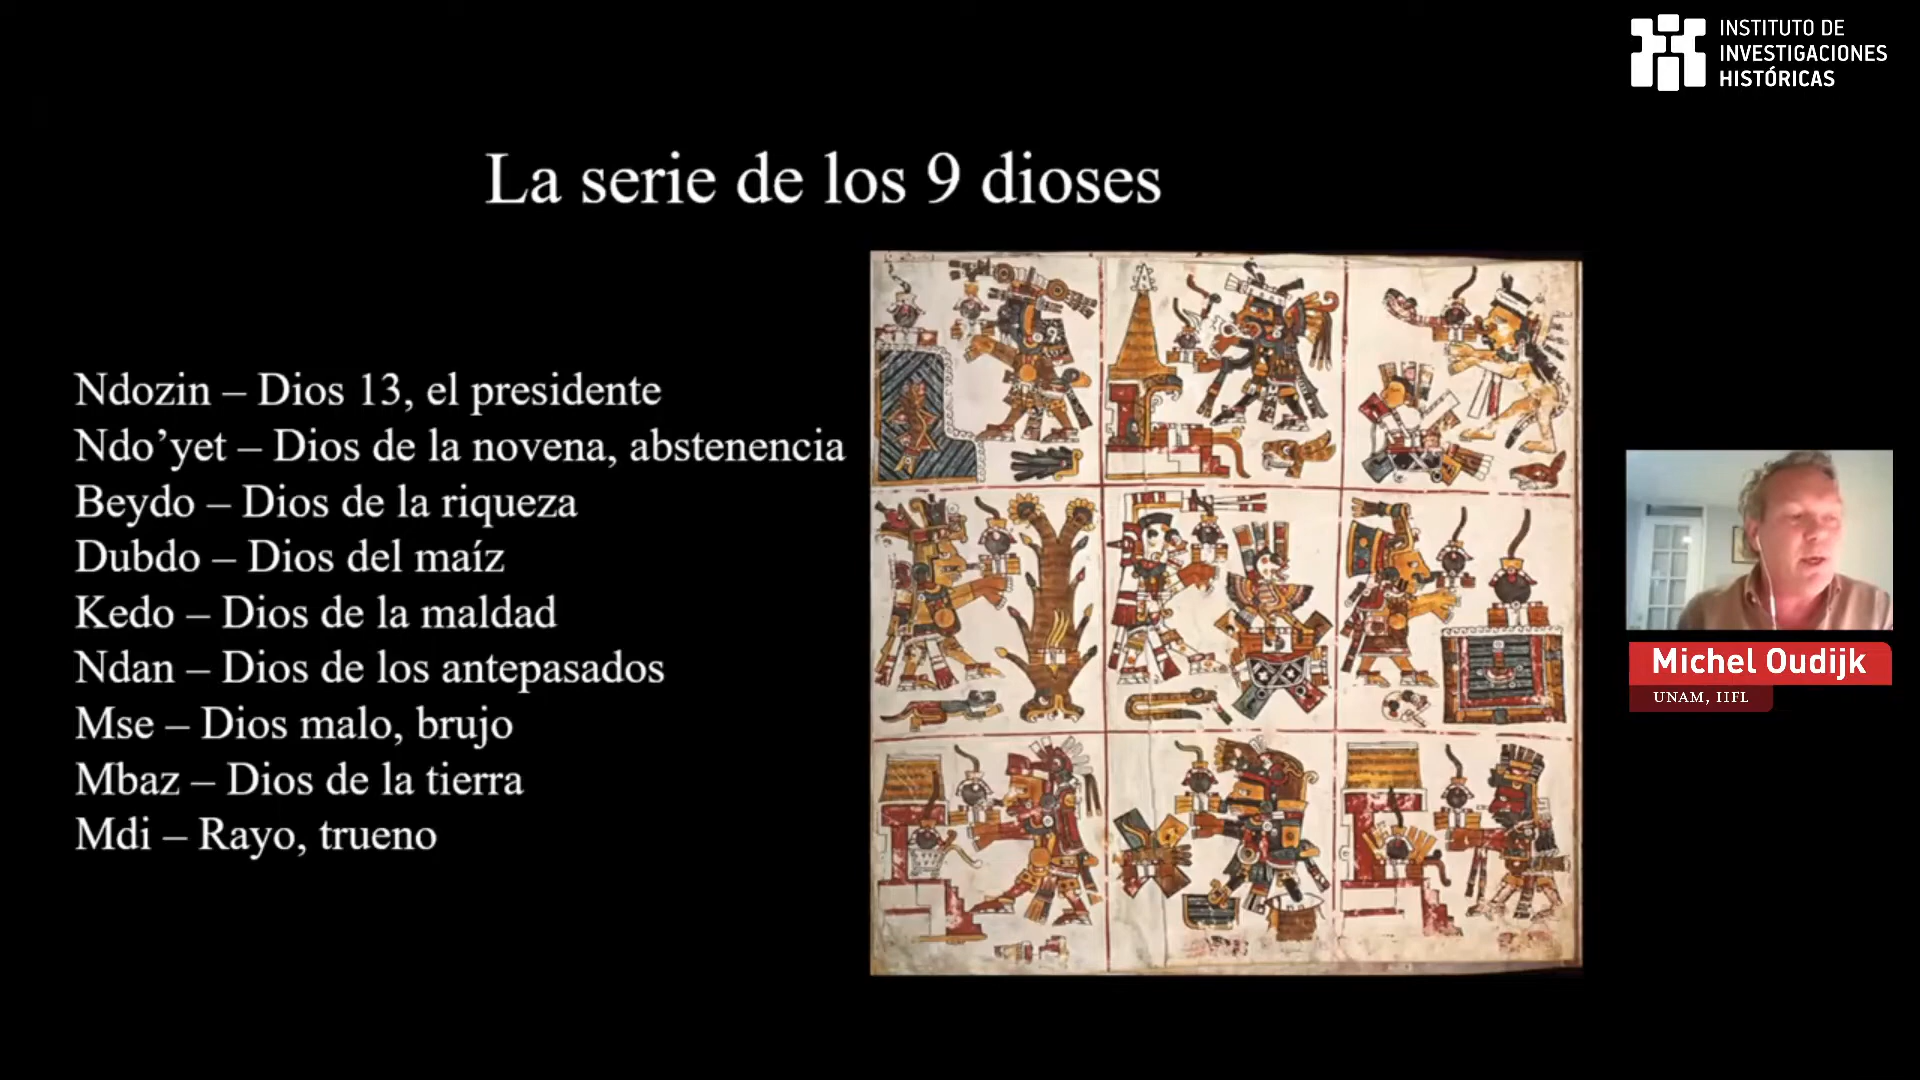 INSTITUTO DE
INVESTIGACIONES
HISTÓRICAS
La serie de los 9 dioses
Ndozin – Dios 13, el presidente
Ndo’yet – Dios de la novena, abstenencia
Beydo – Dios de la riqueza
Dubdo – Dios del maíz
Kedo – Dios de la maldad
Ndan – Dios de los antepasados
Mse – Dios malo, brujo
Mbaz – Dios de la tierra
Mdi – Rayo, trueno
Michel Oudijk
UNAM, IIFL